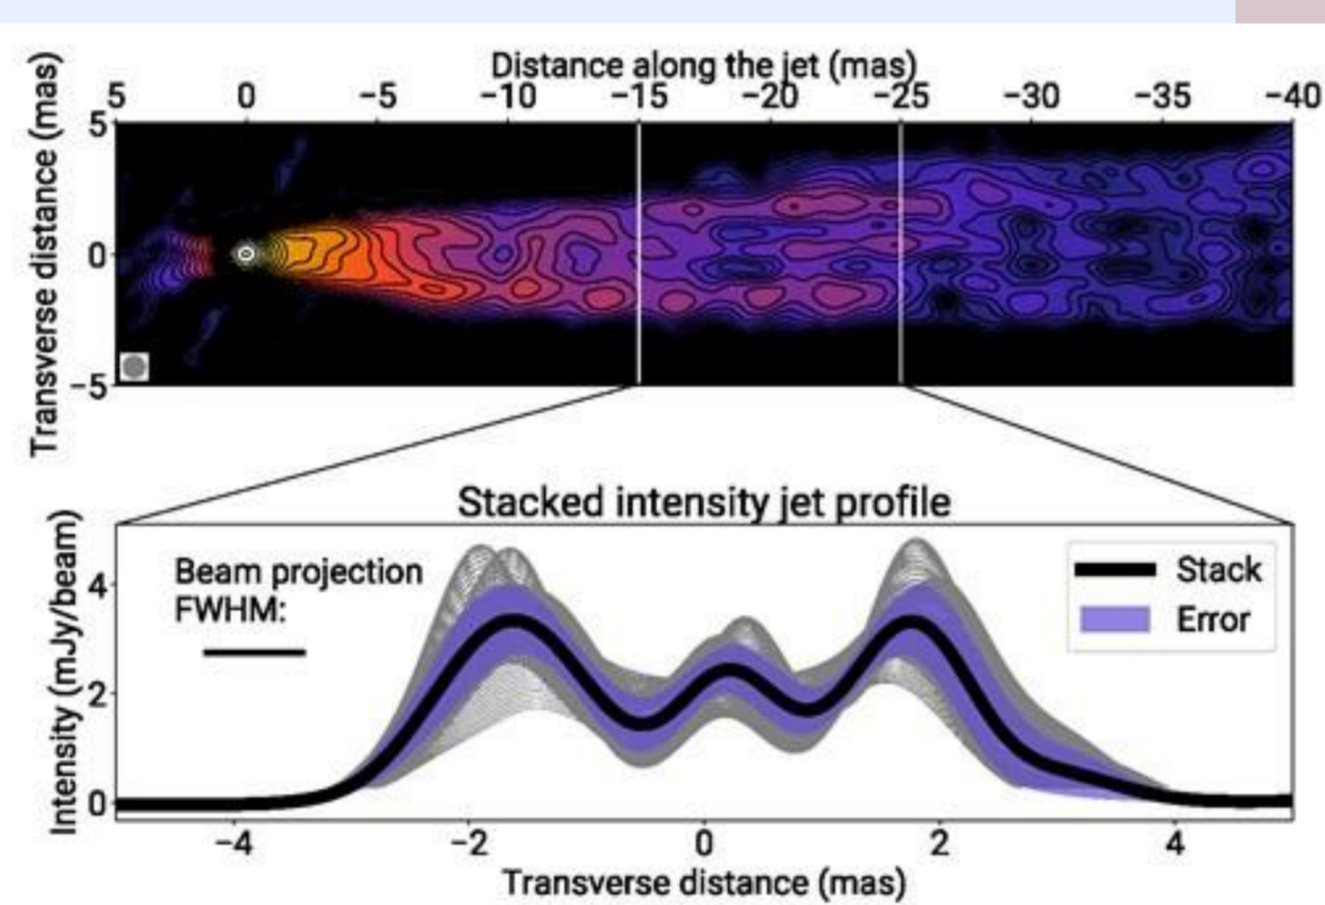 Distance along the jet (mas)
5 0 −5 −10 −15 −20 −25 −30 −35 −40
Transverse distance (mas)
5
0
−5
Stacked intensity jet profile
Beam projection
FWHM:
Stack
Error
Intensity (mJy/beam)
4
2
0
−4 −2 0 2 4
Transverse distance (mas)